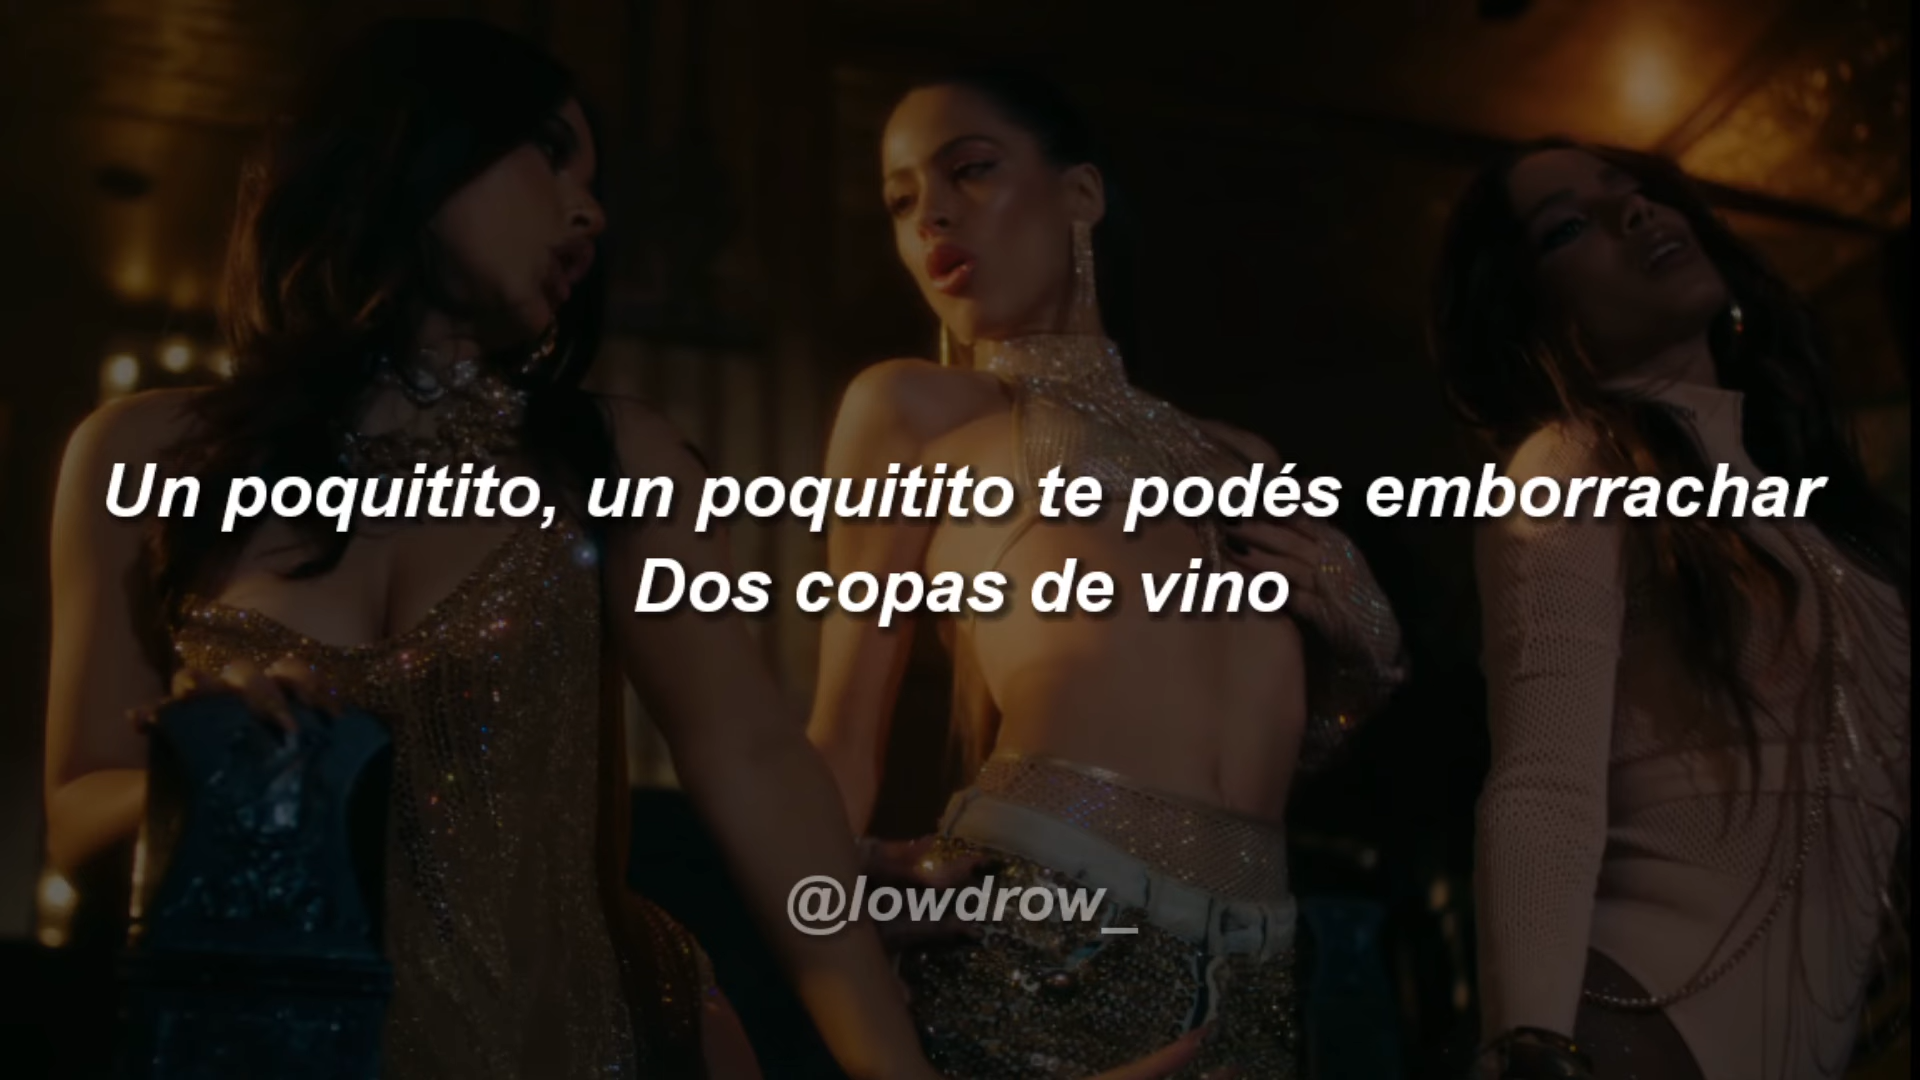 Un poquitito, un poquitito te podés emborrachar
Dos copas de vino
@lowdrow_